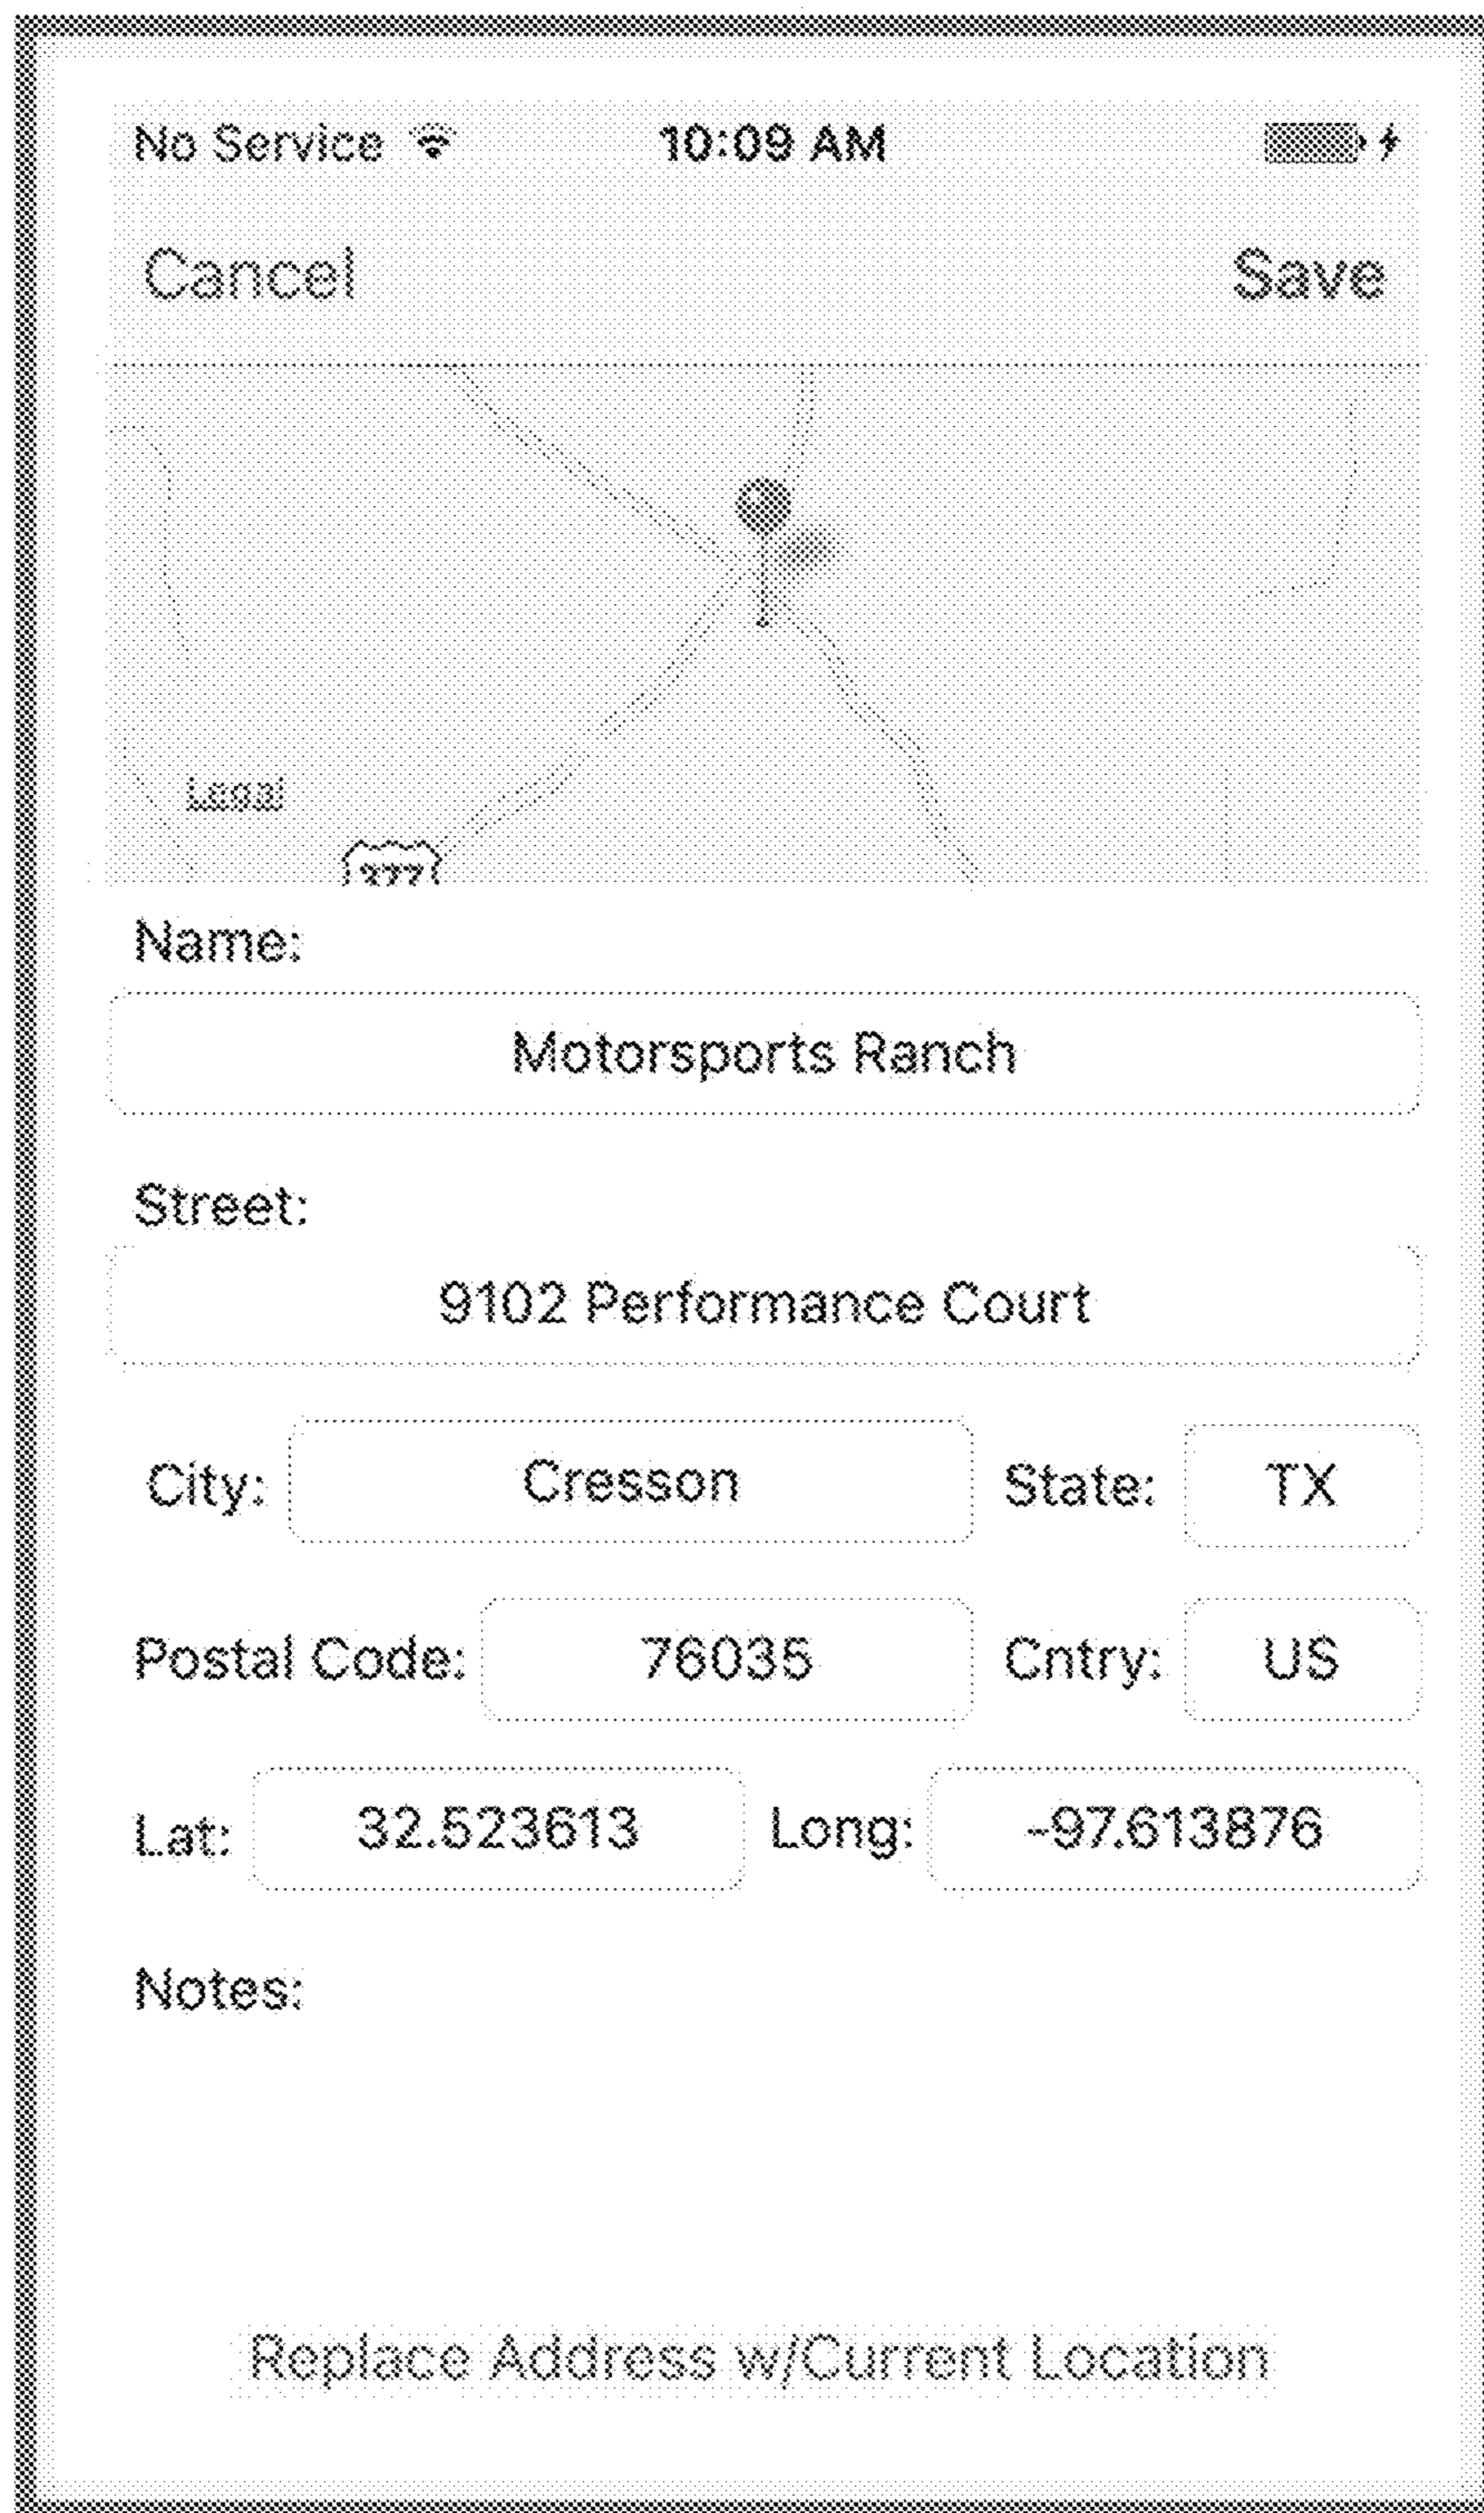 No Service 10:09 AM
Cancel Save
Legal
377
Name:
Motorsports Ranch
Street:
9102 Performance Court
City: Cresson State: TX
Postal Code: 76035 Cntry: US
Lat: 32.523613 Long: -97.613876
Notes:
Replace Address w/Current Location